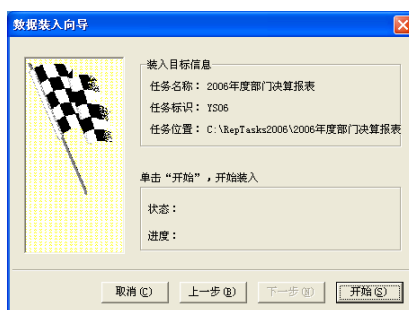 数据装入向导
装入目标信息
任务名称： 2006年度部门决算报表
任务标识： YS06
任务位置： C:\RepTasks2006\2006年度部门决算报表
单击“开始”，开始装入
状态：
进度：
取消(C) 上一步(B) 下一步(N) 开始(S)